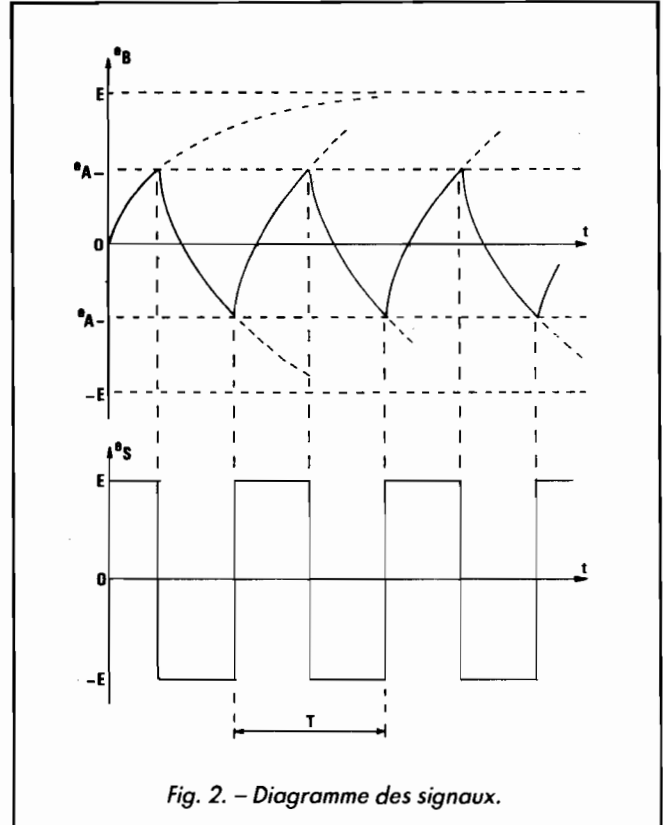 eB
E
eA-
0
t
eA-
-E
eS
E
0
t
-E
T
Fig. 2. – Diagramme des signaux.